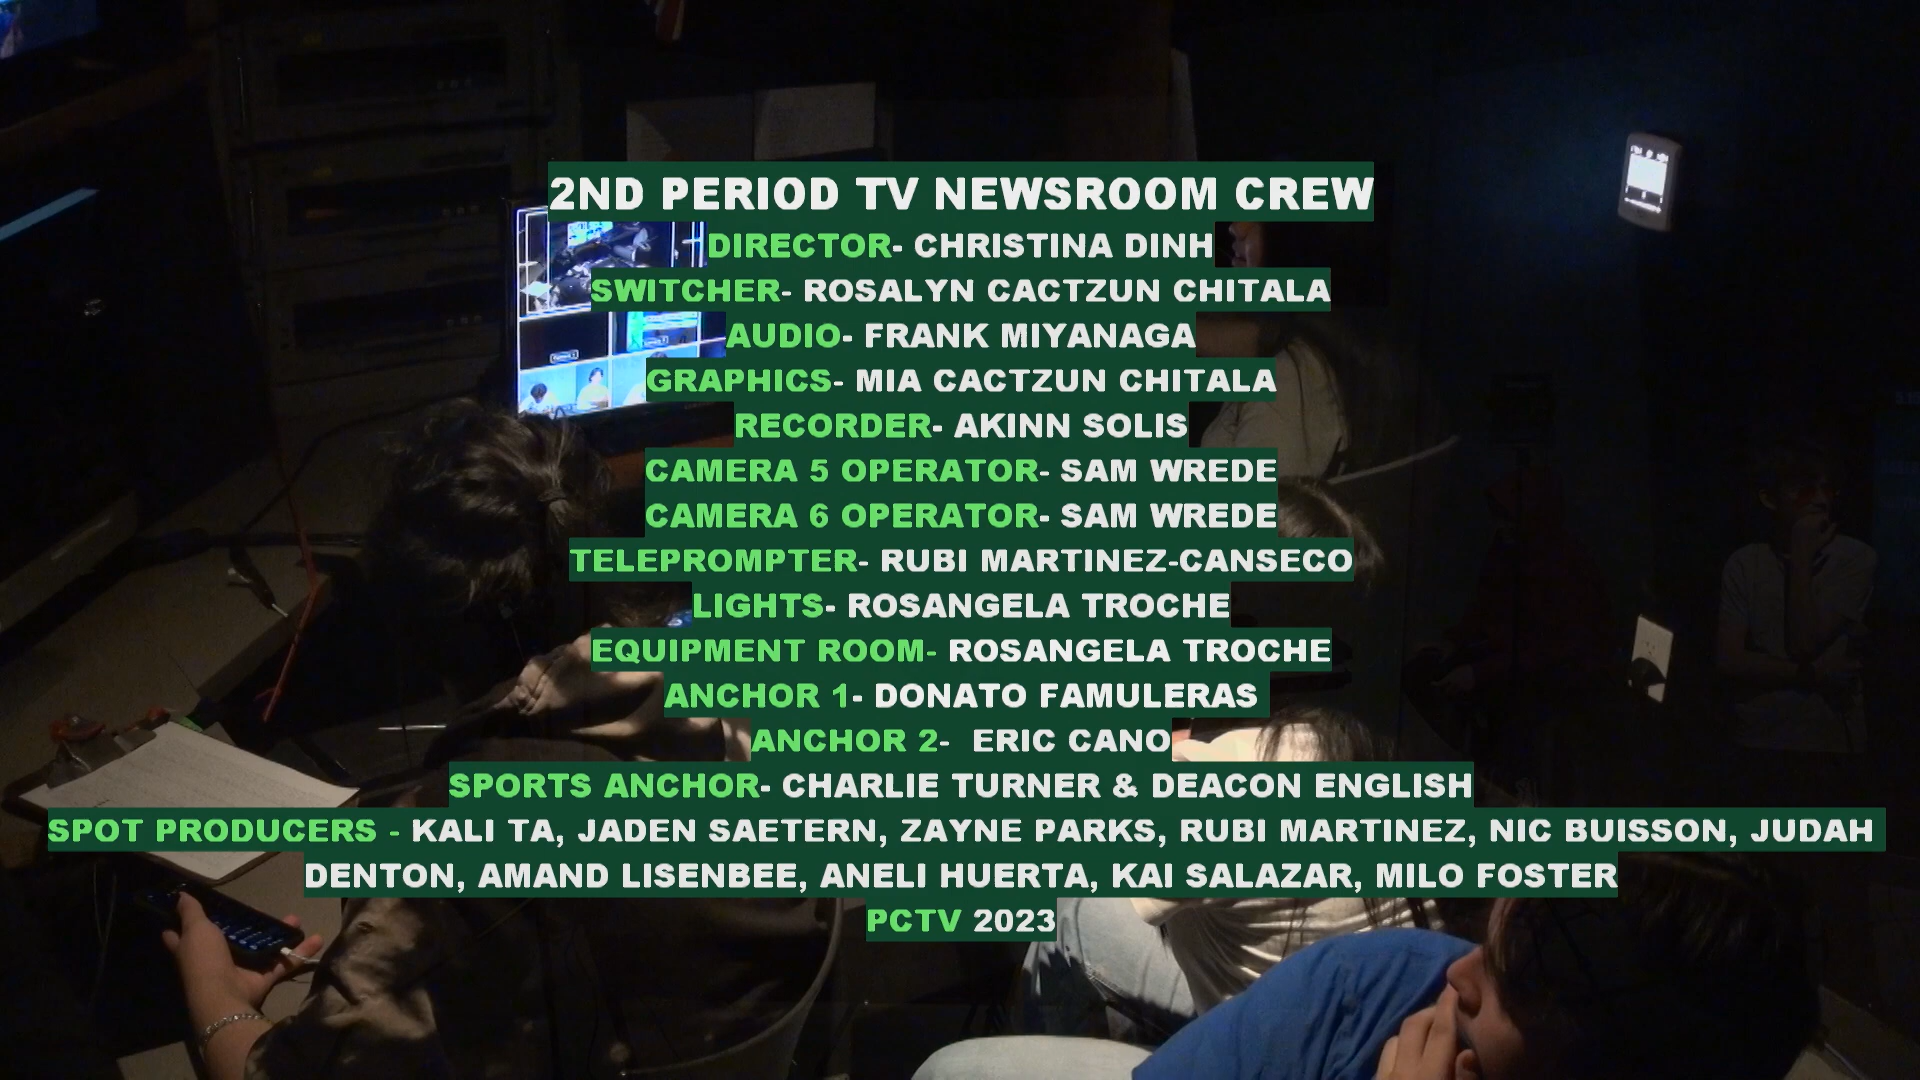 2ND PERIOD TV NEWSROOM CREW
DIRECTOR- CHRISTINA DINH
SWITCHER- ROSALYN CACTZUN CHITALA
AUDIO- FRANK MIYANAGA
GRAPHICS- MIA CACTZUN CHITALA
RECORDER- AKINN SOLIS
CAMERA 5 OPERATOR- SAM WREDE
CAMERA 6 OPERATOR- SAM WREDE
TELEPROMPTER- RUBI MARTINEZ-CANSECO
LIGHTS- ROSANGELA TROCHE
EQUIPMENT ROOM- ROSANGELA TROCHE
ANCHOR 1- DONATO FAMULERAS
ANCHOR 2-  ERIC CANO
SPORTS ANCHOR- CHARLIE TURNER & DEACON ENGLISH
SPOT PRODUCERS - KALI TA, JADEN SAETERN, ZAYNE PARKS, RUBI MARTINEZ, NIC BUISSON, JUDAH
DENTON, AMAND LISENBEE, ANELI HUERTA, KAI SALAZAR, MILO FOSTER
PCTV 2023